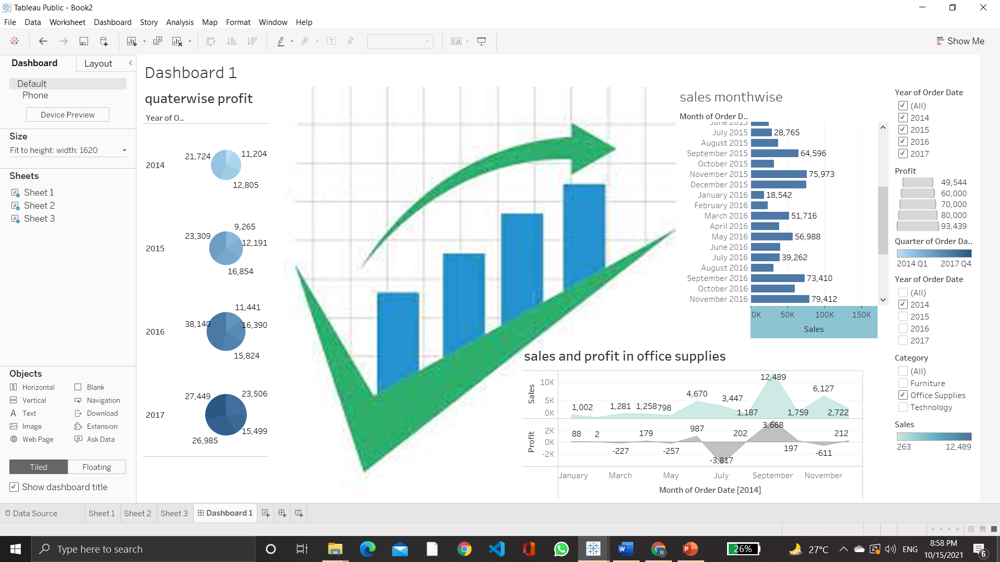 Tableau Public - Book2
File Data Worksheet Dashboard Story Analysis Map Format Window Help
Show Me
Dashboard Layout
Default
Phone
Device Preview
Size
Fit to height: width: 1620
Sheets
Sheet 1
Sheet 2
Sheet 3
Objects
Horizontal Blank
Vertical Navigation
Text Download
Image Extension
Web Page Ask Data
Tiled Floating
Show dashboard title
Dashboard 1
quaterwise profit
Year of O..
2014
21,724
11,204
12,805
2015
23,309
9,265
12,191
16,854
2016
38,140
11,441
16,390
15,824
2017
27,449
23,506
15,499
26,985
sales monthwise
Month of Order D..
June 2015
July 2015 28,765
August 2015
September 2015 64,596
October 2015
November 2015 75,973
December 2015
January 2016 18,542
February 2016
March 2016 51,716
April 2016
May 2016 56,988
June 2016
July 2016 39,262
August 2016
September 2016 73,410
October 2016
November 2016 79,412
0K 50K 100K 150K
Sales
sales and profit in office supplies
Sales
10K
5K
0K
1,002 1,281 1,258 798 4,670 3,447 1,187 12,489 1,759 6,127 2,722
Profit
2K
0K
-2K
88 2 -227 179 -257 987 -3,817 202 3,668 197 -611 212
January March May July September November
Month of Order Date [2014]
Year of Order Date
(All)
2014
2015
2016
2017
Profit
49,544
60,000
70,000
80,000
93,439
Quarter of Order Da..
2014 Q1 2017 Q4
Year of Order Date
(All)
2014
2015
2016
2017
Category
(All)
Furniture
Office Supplies
Technology
Sales
263 12,489
Data Source Sheet 1 Sheet 2 Sheet 3 Dashboard 1
Type here to search
26%
27°C
ENG
8:58 PM
10/15/2021
6